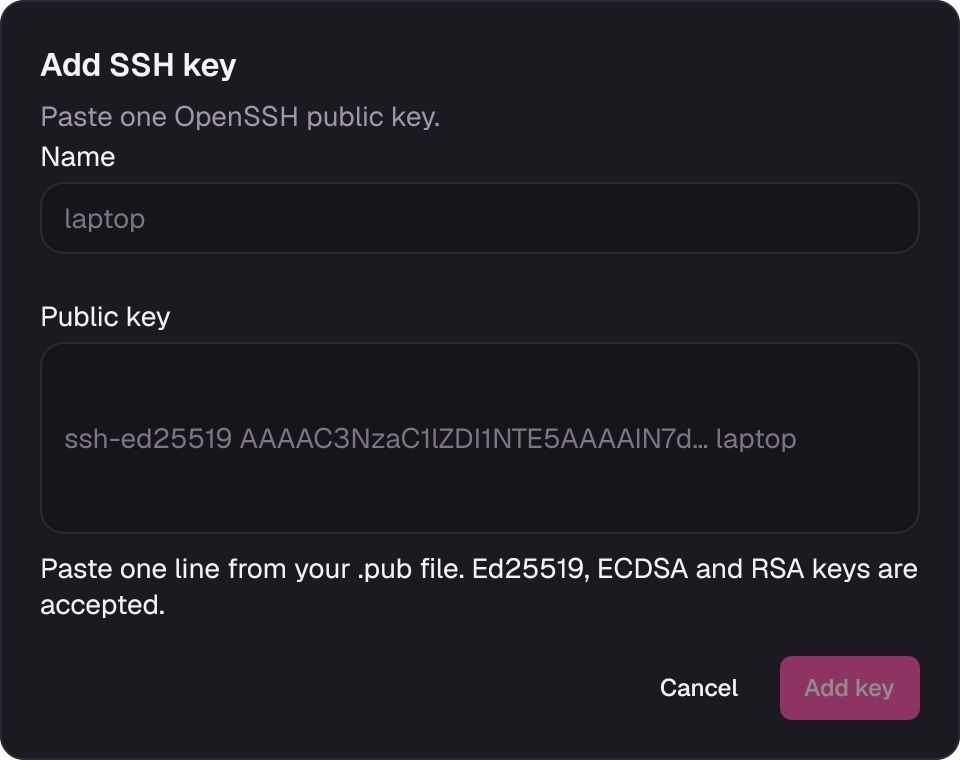 Add SSH key
Paste one OpenSSH public key.
Name
laptop
Public key
ssh-ed25519 AAAAC3NzaC1lZDI1NTE5AAAAIN7d... laptop
Paste one line from your .pub file. Ed25519, ECDSA and RSA keys are
accepted.
Cancel
Add key